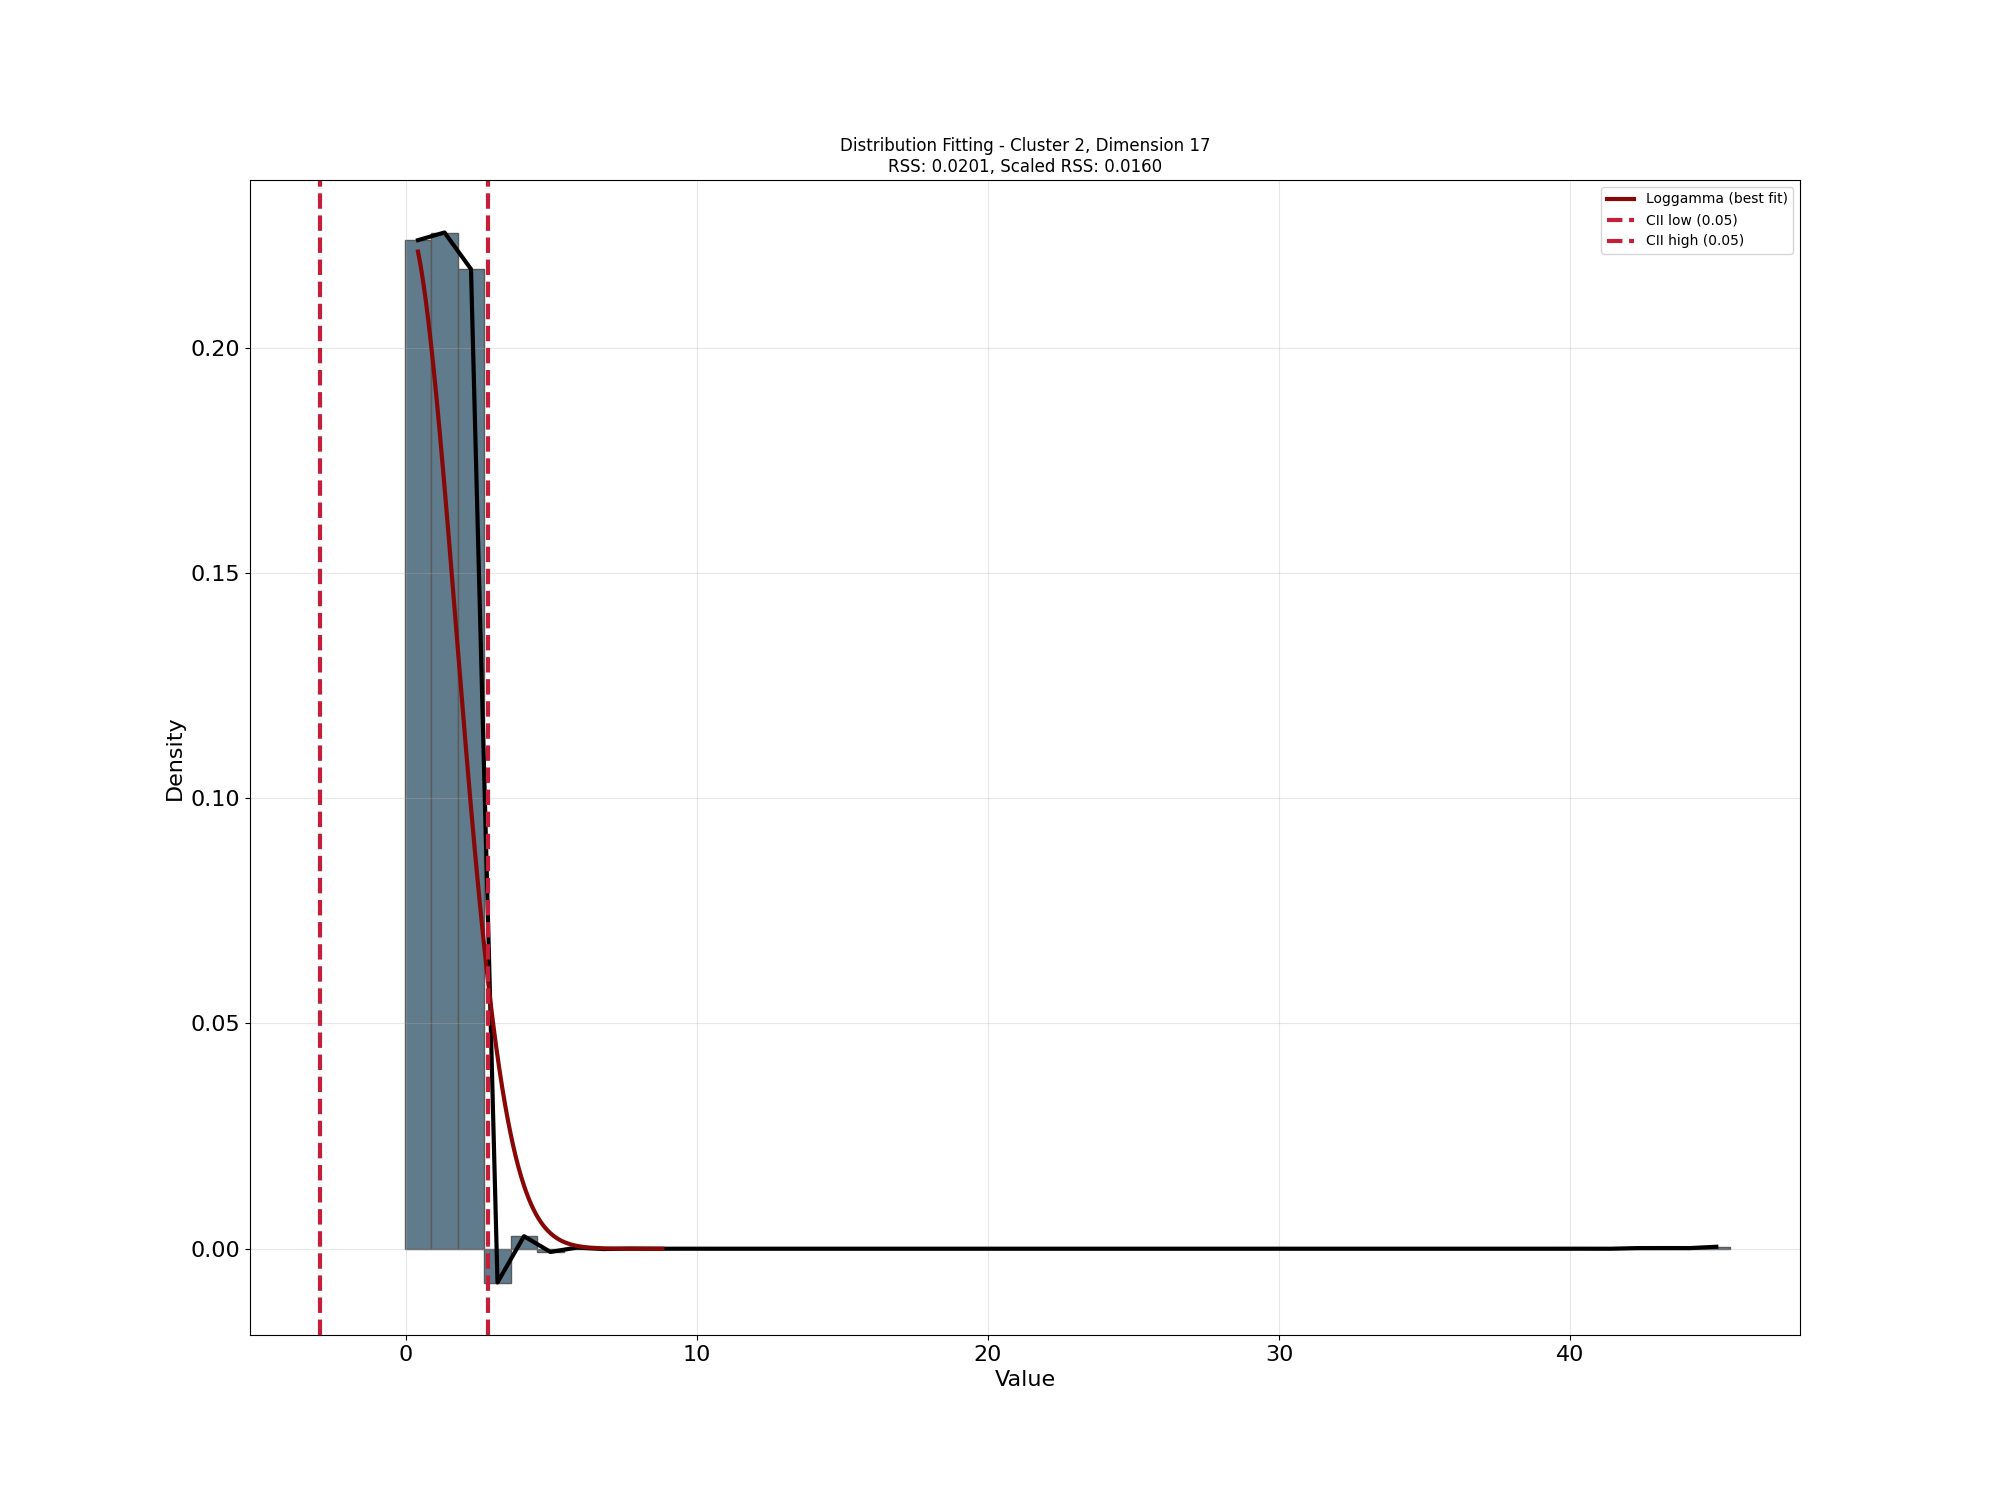 Distribution Fitting - Cluster 2, Dimension 17
RSS: 0.0201, Scaled RSS: 0.0160
Loggamma (best fit)
CII low (0.05)
CII high (0.05)
0.20
0.15
0.10
0.05
0.00
Density
0 10 20 30 40
Value